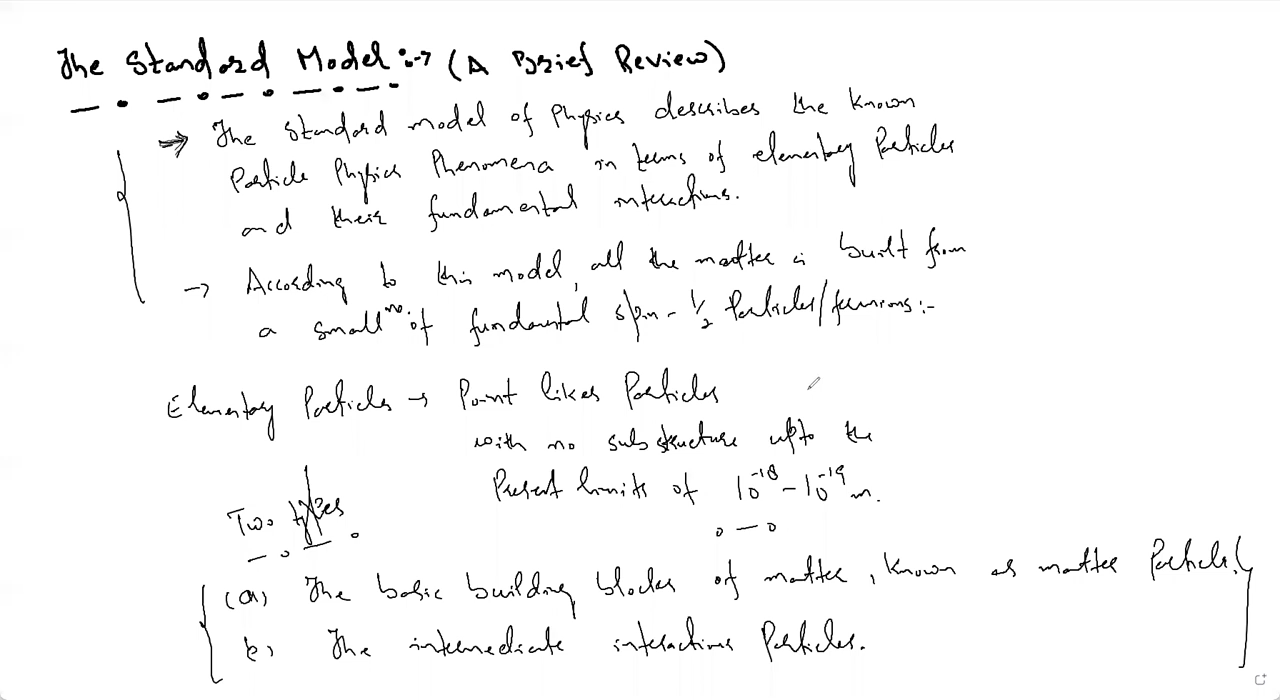 The Standard Model :→ (A Brief Review)
⇒ The Standard model of Physics describes the known
Particle Physics Phenomena in terms of elementary Particles
and their fundamental interactions.
→ According to this model, all the matter is built from
a small no. of fundamental spin-1/2 Particles/fermions:-
Elementary Particles → Point likes Particles
with no substructure upto the
Present limits of 10^-18 - 10^-19 m.
Two types
(a) The basic building blocks of matter, known as matter Particles
b) The intermediate interactions Particles.